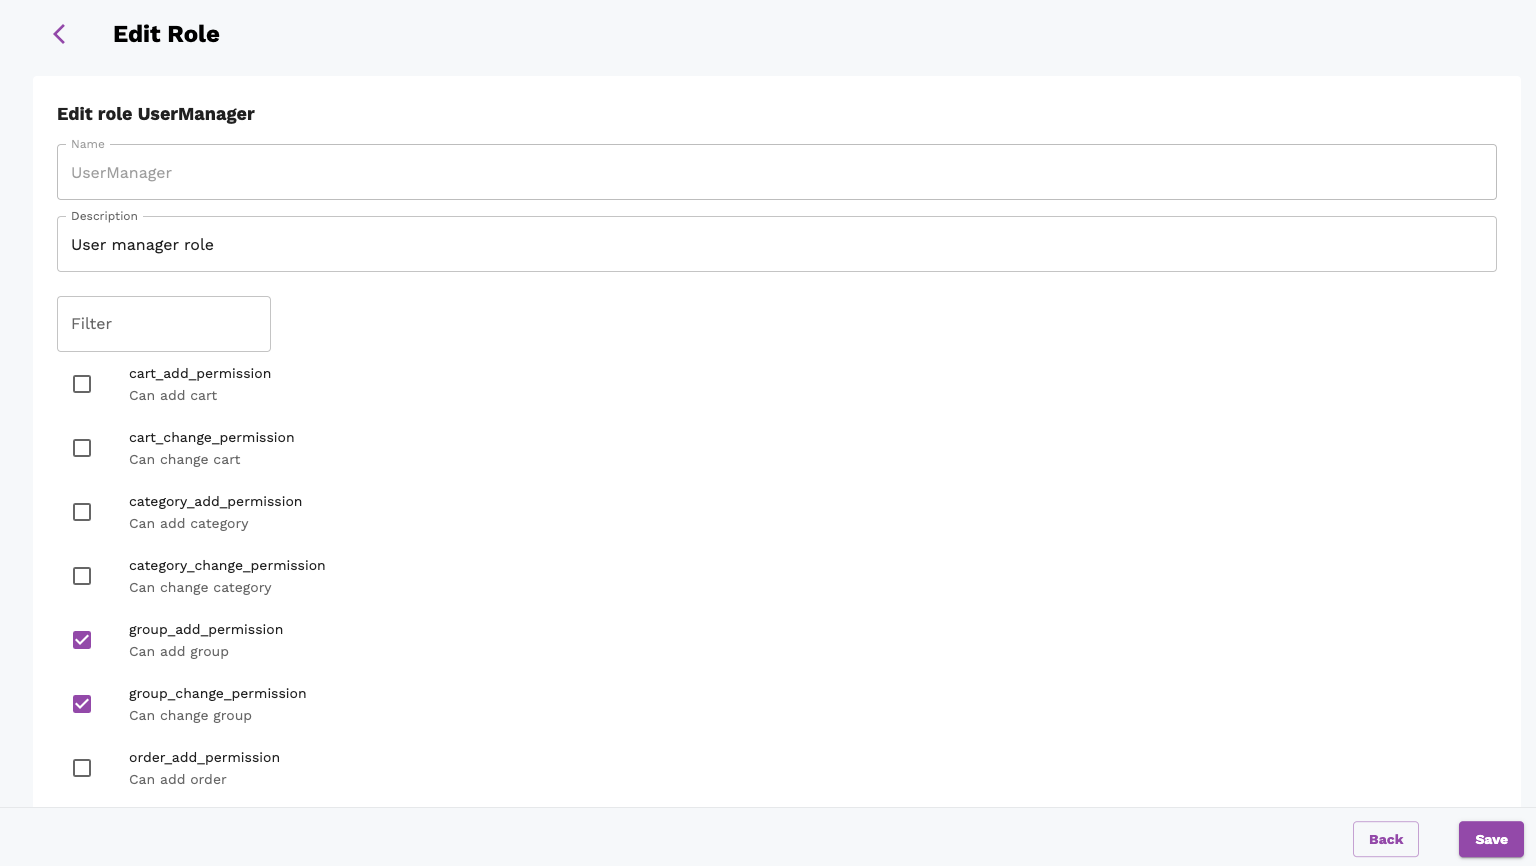 Edit Role
Edit role UserManager
Name
UserManager
Description
User manager role
Filter
cart_add_permission
Can add cart
cart_change_permission
Can change cart
category_add_permission
Can add category
category_change_permission
Can change category
group_add_permission
Can add group
group_change_permission
Can change group
order_add_permission
Can add order
Back
Save